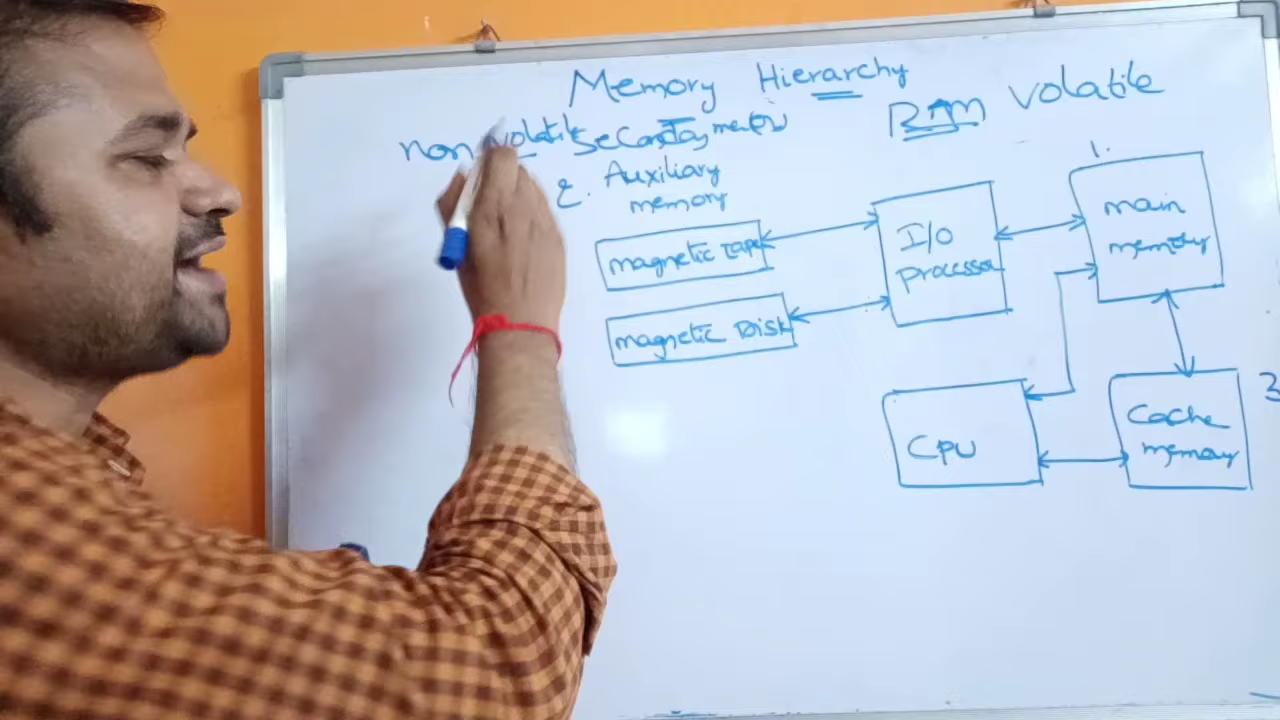 Memory Hierarchy
RAM volatile
non volatile secondary
2. Auxiliary
memory
magnetic tape
magnetic Disk
I/O
processor
1.
main
memory
CPU
Cache
memory
3